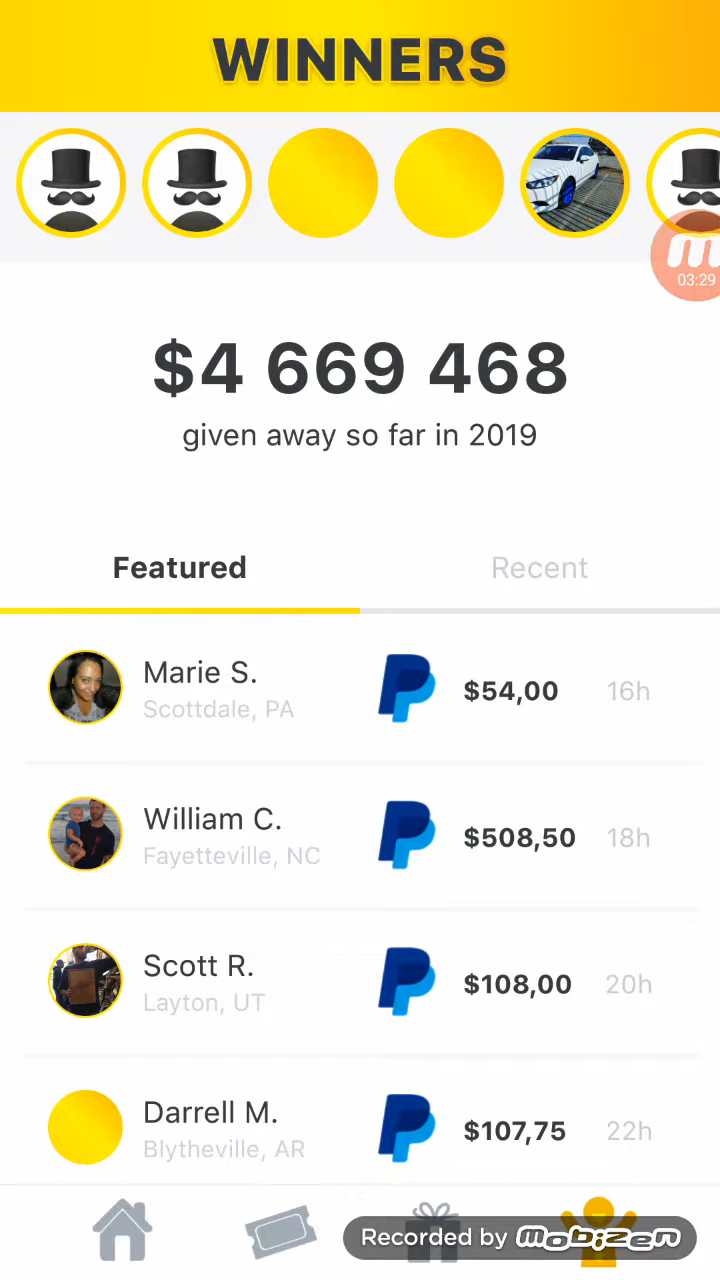 WINNERS
03:29
$4 669 468
given away so far in 2019
Featured Recent
Marie S.
Scottdale, PA
$54,00 16h
William C.
Fayetteville, NC
$508,50 18h
Scott R.
Layton, UT
$108,00 20h
Darrell M.
Blytheville, AR
$107,75 22h
Recorded by mobizen